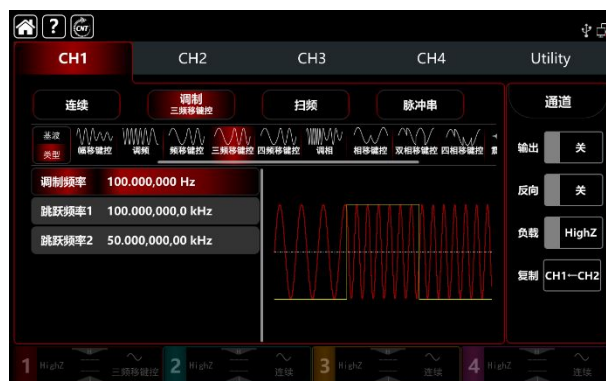 ? CNT
CH1 CH2 CH3 CH4 Utility
连续 调制 扫频 脉冲串 通道
三频移键控
基波
类型 幅移键控 调频 频移键控 三频移键控 四频移键控 调相 相移键控 双相移键控 四相移键控
输出 关
调制频率 100.000,000 Hz
反向 关
跳跃频率1 100.000,000,0 kHz
负载 HighZ
跳跃频率2 50.000,000,00 kHz
复制 CH1←CH2
1 HighZ 三频移键控 2 HighZ 连续 3 HighZ 连续 4 HighZ 连续